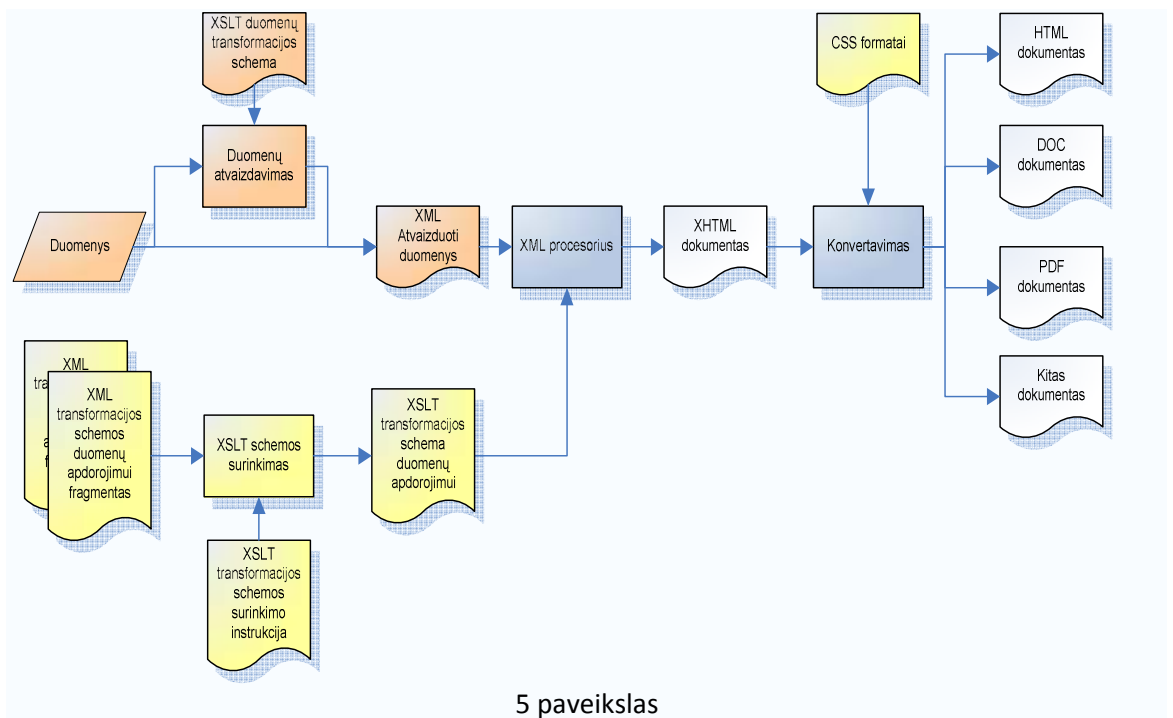 XSLT duomenų
transformacijos
schema
CSS formatai
HTML
dokumentas
Duomenų
atvaizdavimas
DOC
dokumentas
Duomenys
XML
Atvaizduoti
duomenys
XML procesorius
XHTML
dokumentas
Konvertavimas
PDF
dokumentas
XML
XML
transformacijos
schemos
duomenų
apdorojimui
fragmentas
XSLT schemos
surinkimas
XSLT
transformacijos
schema
duomenų
apdorojimui
Kitas
dokumentas
XSLT
transformacijos
schemos
surinkimo
instrukcija
5 paveikslas